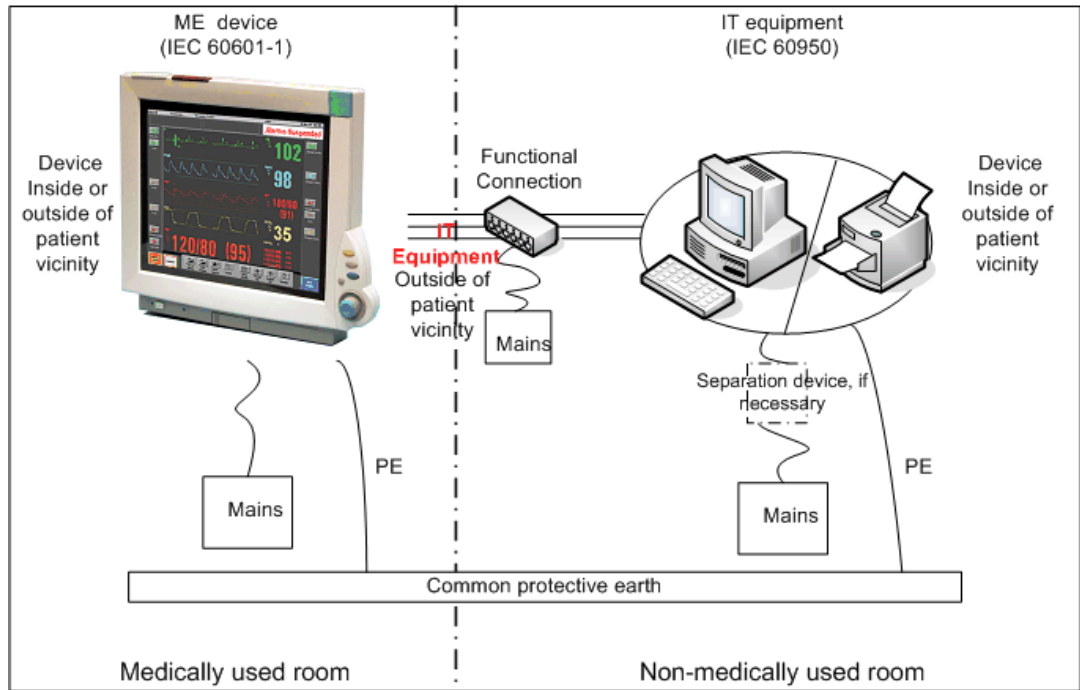 ME device
(IEC 60601-1)
IT equipment
(IEC 60950)
Device
Inside or
outside of
patient
vicinity
Alarms Suspended
102
98
100/80
(91)
35
120/80 (95)
Functional
Connection
IT
Equipment
Outside of
patient
vicinity
Mains
Device
Inside or
outside of
patient
vicinity
Separation device, if
necessary
PE
Mains
PE
Mains
Common protective earth
Medically used room
Non-medically used room